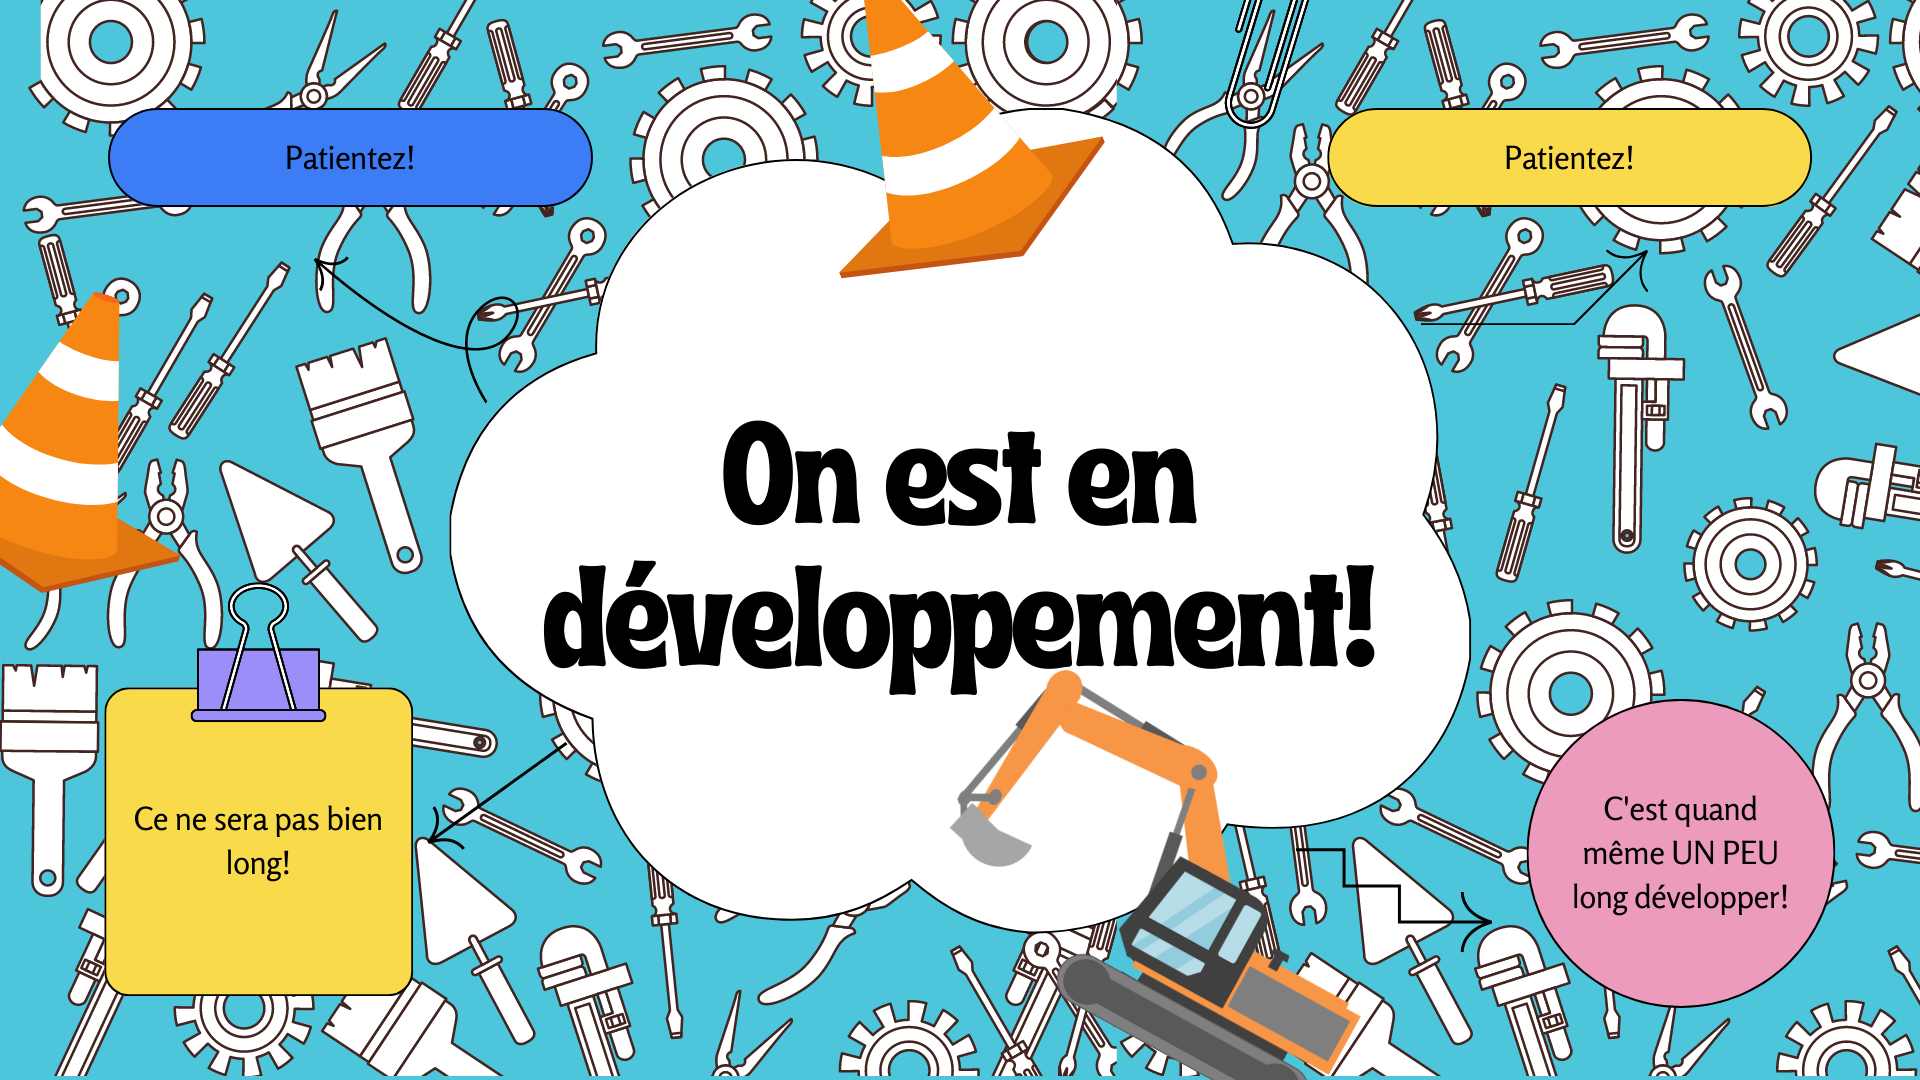 Patientez!
Patientez!
On est en
développement!
Ce ne sera pas bien
long!
C'est quand
même UN PEU
long développer!